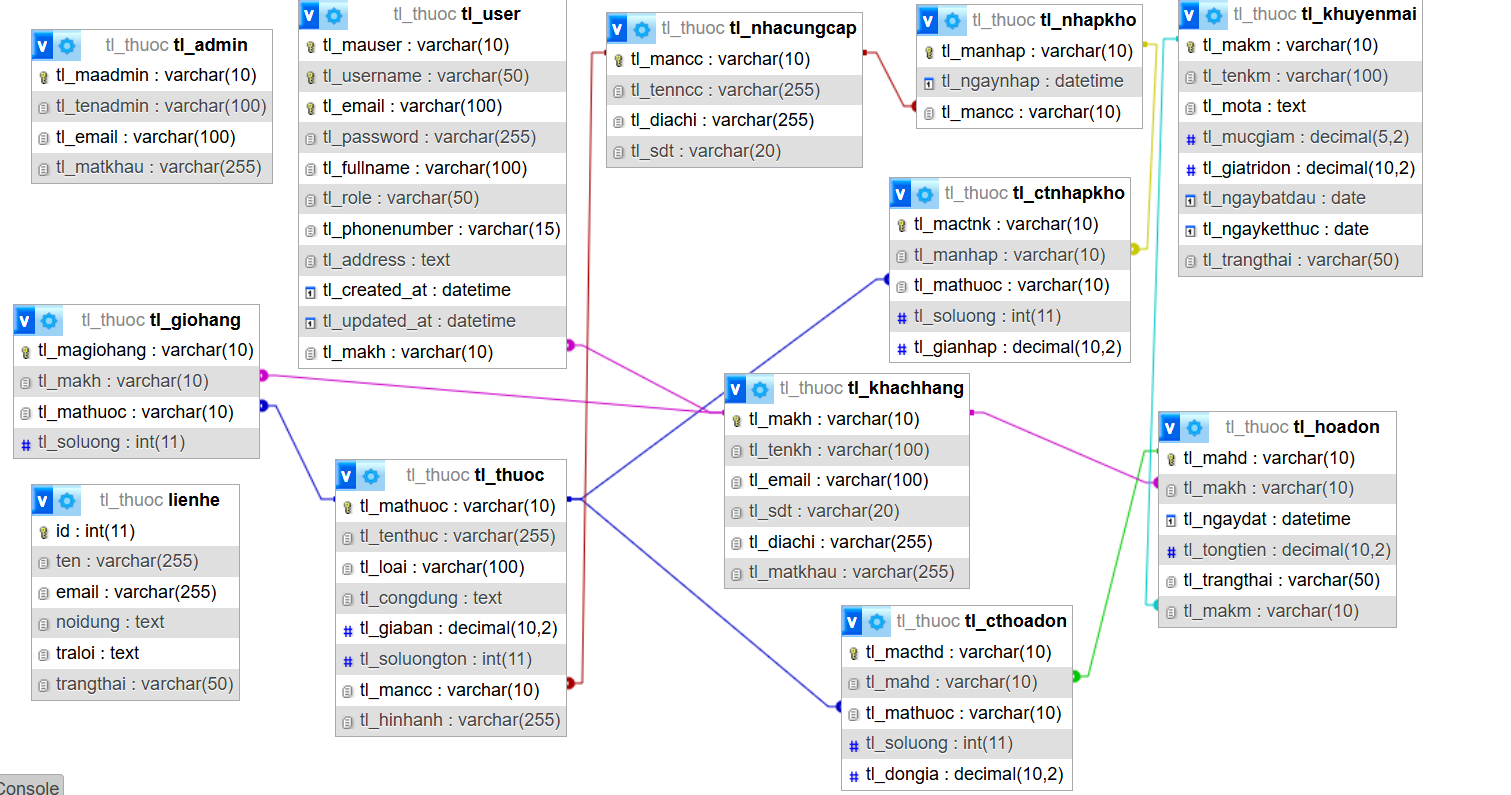 tl_thuoc tl_admin
tl_maadmin : varchar(10)
tl_tenadmin : varchar(100)
tl_email : varchar(100)
tl_matkhau : varchar(255)
tl_thuoc tl_user
tl_mauser : varchar(10)
tl_username : varchar(50)
tl_email : varchar(100)
tl_password : varchar(255)
tl_fullname : varchar(100)
tl_role : varchar(50)
tl_phonenumber : varchar(15)
tl_address : text
tl_created_at : datetime
tl_updated_at : datetime
tl_makh : varchar(10)
tl_thuoc tl_nhacungcap
tl_mancc : varchar(10)
tl_tenncc : varchar(255)
tl_diachi : varchar(255)
tl_sdt : varchar(20)
tl_thuoc tl_nhapkho
tl_manhap : varchar(10)
tl_ngaynhap : datetime
tl_mancc : varchar(10)
tl_thuoc tl_khuyenmai
tl_makm : varchar(10)
tl_tenkm : varchar(100)
tl_mota : text
tl_mucgiam : decimal(5,2)
tl_giatridon : decimal(10,2)
tl_ngaybatdau : date
tl_ngayketthuc : date
tl_trangthai : varchar(50)
tl_thuoc tl_ctnhapkho
tl_mactnk : varchar(10)
tl_manhap : varchar(10)
tl_mathuoc : varchar(10)
tl_soluong : int(11)
tl_gianhap : decimal(10,2)
tl_thuoc tl_giohang
tl_magiohang : varchar(10)
tl_makh : varchar(10)
tl_mathuoc : varchar(10)
tl_soluong : int(11)
tl_thuoc tl_khachhang
tl_makh : varchar(10)
tl_tenkh : varchar(100)
tl_email : varchar(100)
tl_sdt : varchar(20)
tl_diachi : varchar(255)
tl_matkhau : varchar(255)
tl_thuoc tl_hoadon
tl_mahd : varchar(10)
tl_makh : varchar(10)
tl_ngaydat : datetime
tl_tongtien : decimal(10,2)
tl_trangthai : varchar(50)
tl_makm : varchar(10)
tl_thuoc lienhe
id : int(11)
ten : varchar(255)
email : varchar(255)
noidung : text
traloi : text
trangthai : varchar(50)
tl_thuoc tl_thuoc
tl_mathuoc : varchar(10)
tl_tenthuc : varchar(255)
tl_loai : varchar(100)
tl_congdung : text
tl_giaban : decimal(10,2)
tl_soluongton : int(11)
tl_mancc : varchar(10)
tl_hinhanh : varchar(255)
tl_thuoc tl_cthoadon
tl_macthd : varchar(10)
tl_mahd : varchar(10)
tl_mathuoc : varchar(10)
tl_soluong : int(11)
tl_dongia : decimal(10,2)
Console